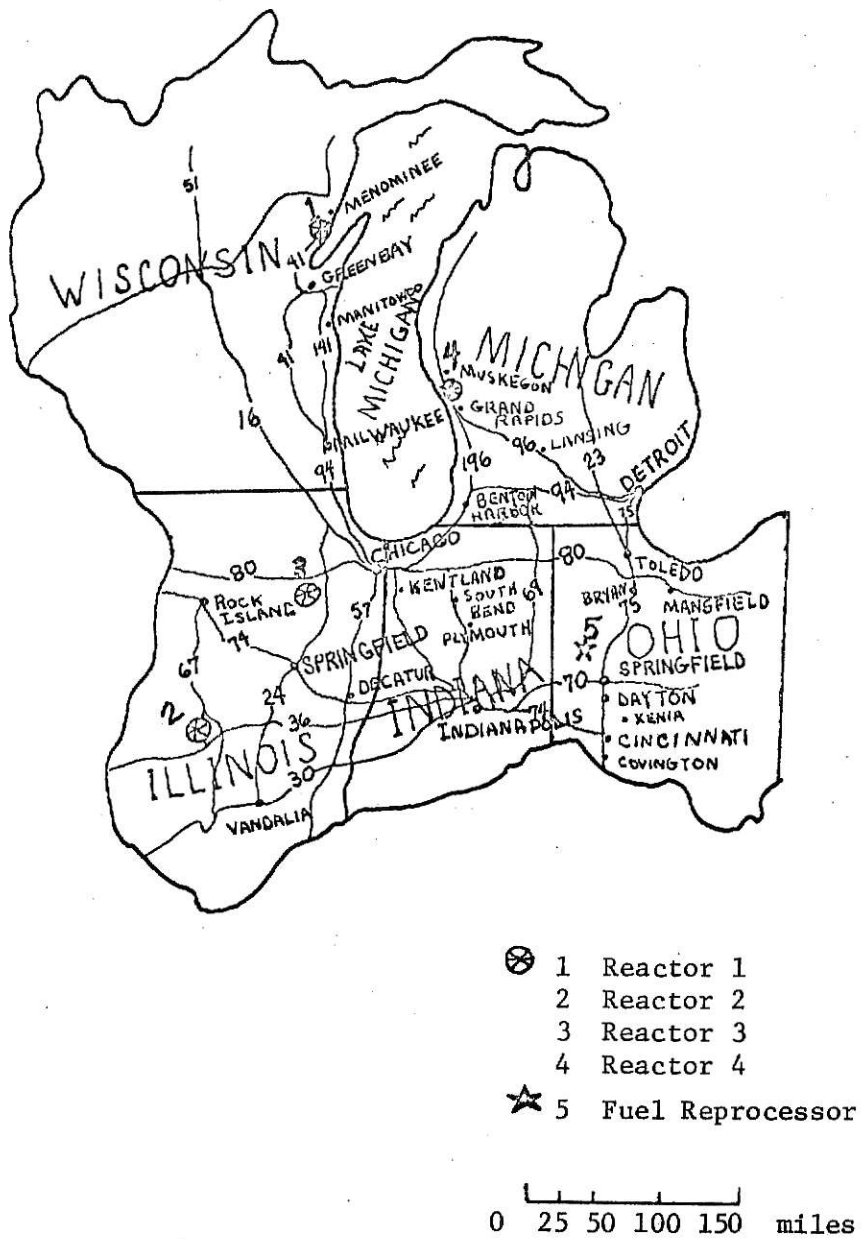 51
MENOMINEE
1
WISCONSIN
41
GREENBAY
MANITOWOC
41
141
LAKE
MICHIGAN
4
MICHIGAN
MUSKEGON
GRAND
RAPIDS
16
MILWAUKEE
96
LANSING
94
196
23
DETROIT
BENTON
HARBOR
94
75
CHICAGO
80
3
80
TOLEDO
KENTLAND
ROCK
ISLAND
57
SOUTH
BEND
69
BRYAN
75
MANSFIELD
74
PLYMOUTH
5
OHIO
67
SPRINGFIELD
SPRINGFIELD
DECATUR
INDIANA
70
24
DAYTON
2
36
INDIANAPOLIS
74
KENIA
CINCINNATI
ILLINOIS
30
COVINGTON
VANDALIA
1 Reactor 1
2 Reactor 2
3 Reactor 3
4 Reactor 4
5 Fuel Reprocessor
0 25 50 100 150 miles